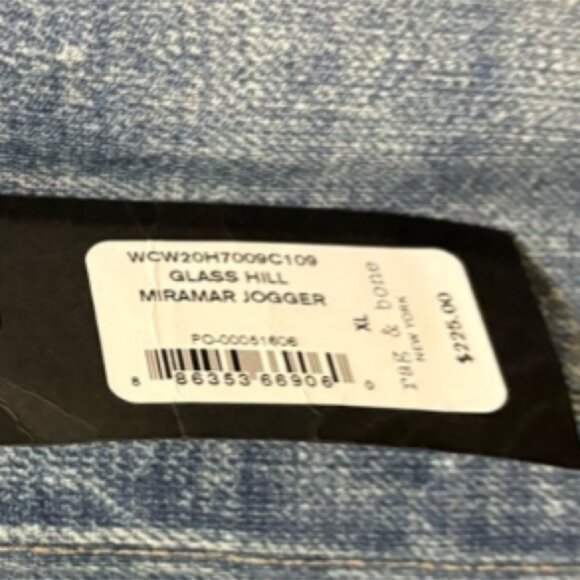 WCW20H7009C109
GLASS HILL
MIRAMAR JOGGER
PO-00051606
8 86353 66906 0
XL
rag & bone
NEW YORK
$225.00